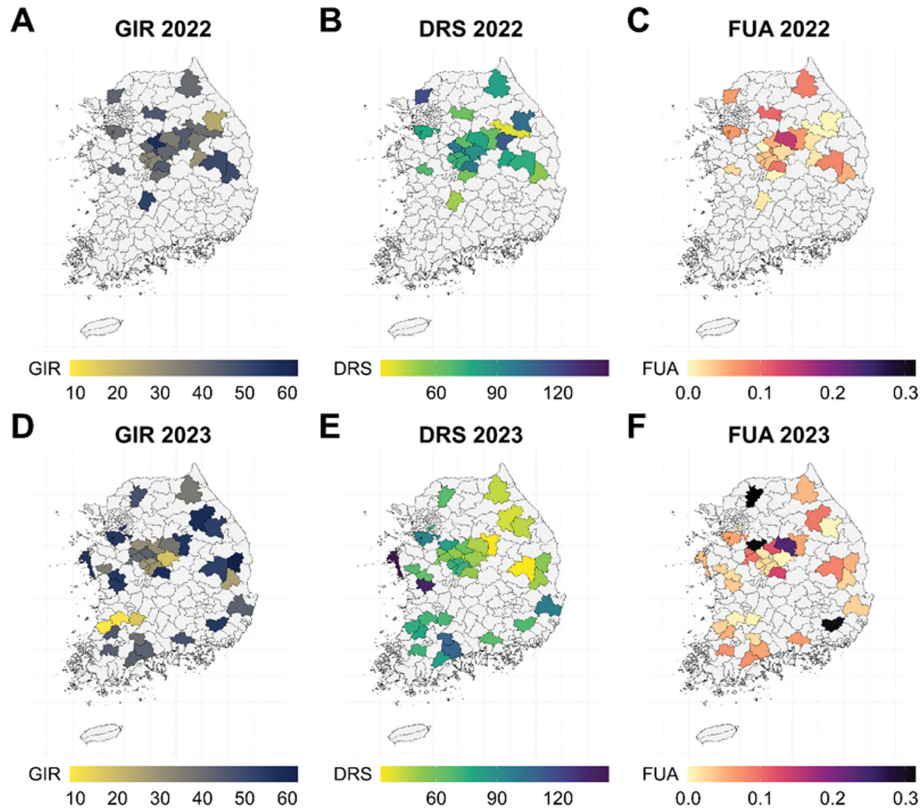 A
GIR 2022
B
DRS 2022
C
FUA 2022
GIR
10 20 30 40 50 60
DRS
60 90 120
FUA
0.0 0.1 0.2 0.3
D
GIR 2023
E
DRS 2023
F
FUA 2023
GIR
10 20 30 40 50 60
DRS
60 90 120
FUA
0.0 0.1 0.2 0.3